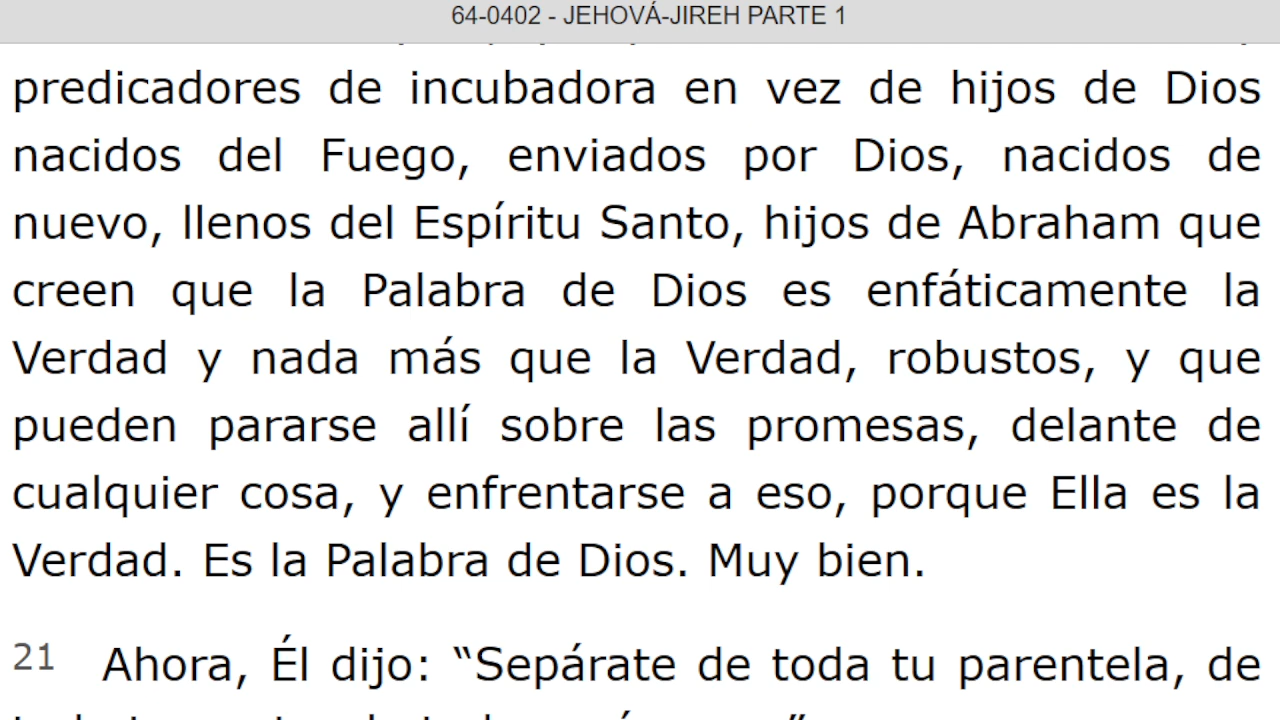 64-0402 - JEHOVÁ-JIREH PARTE 1
predicadores de incubadora en vez de hijos de Dios
nacidos del Fuego, enviados por Dios, nacidos de
nuevo, llenos del Espíritu Santo, hijos de Abraham que
creen que la Palabra de Dios es enfáticamente la
Verdad y nada más que la Verdad, robustos, y que
pueden pararse allí sobre las promesas, delante de
cualquier cosa, y enfrentarse a eso, porque Ella es la
Verdad. Es la Palabra de Dios. Muy bien.
21 Ahora, Él dijo: “Sepárate de toda tu parentela, de